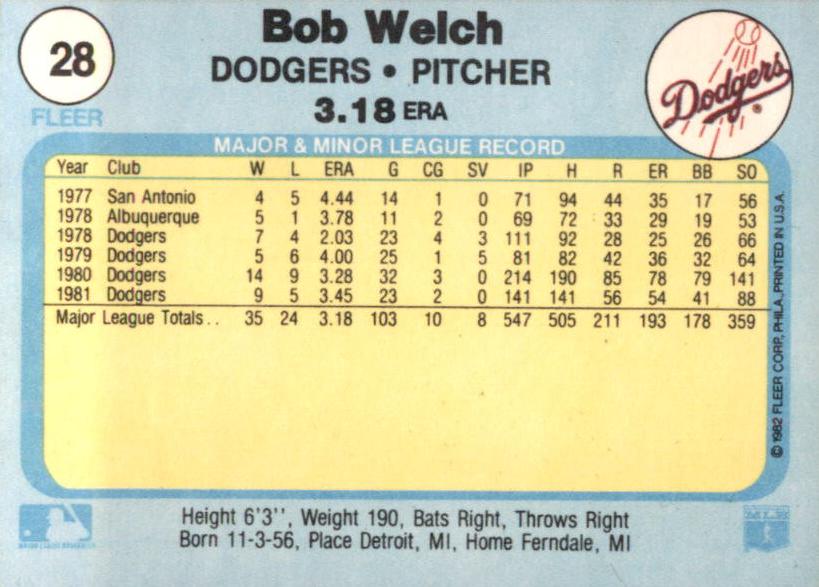 28
FLEER
Bob Welch
DODGERS • PITCHER
3.18 ERA
Dodgers ®
MAJOR & MINOR LEAGUE RECORD
Year Club W L ERA G CG SV IP H R ER BB SO
1977 San Antonio 4 5 4.44 14 1 0 71 94 44 35 17 56
1978 Albuquerque 5 1 3.78 11 2 0 69 72 33 29 19 53
1978 Dodgers 7 4 2.03 23 4 3 111 92 28 25 26 66
1979 Dodgers 5 6 4.00 25 1 5 81 82 42 36 32 64
1980 Dodgers 14 9 3.28 32 3 0 214 190 85 78 79 141
1981 Dodgers 9 5 3.45 23 2 0 141 141 56 54 41 88
Major League Totals.. 35 24 3.18 103 10 8 547 505 211 193 178 359
© 1982 FLEER CORP., PHILA., PRINTED IN U.S.A.
Height 6'3'', Weight 190, Bats Right, Throws Right
Born 11-3-56, Place Detroit, MI, Home Ferndale, MI